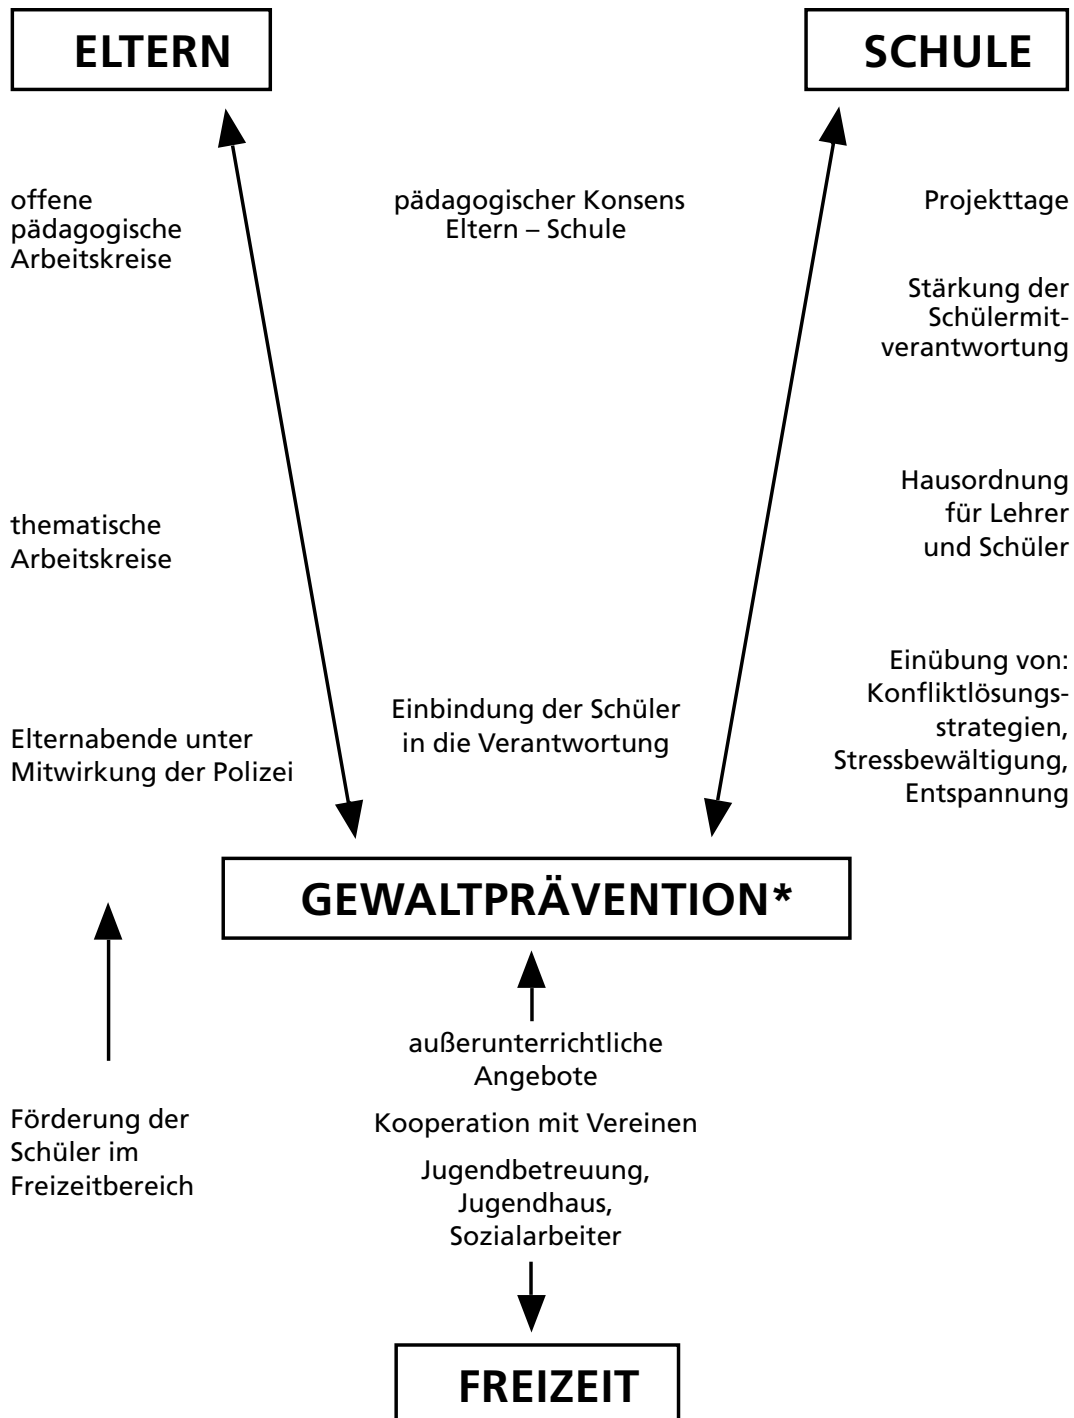 ELTERN
SCHULE
offene
pädagogische
Arbeitskreise
pädagogischer Konsens
Eltern – Schule
Projekttage
Stärkung der
Schülermit-
verantwortung
thematische
Arbeitskreise
Hausordnung
für Lehrer
und Schüler
Elternabende unter
Mitwirkung der Polizei
Einbindung der Schüler
in die Verantwortung
Einübung von:
Konfliktlösungs-
strategien,
Stressbewältigung,
Entspannung
GEWALTPRÄVENTION*
Förderung der
Schüler im
Freizeitbereich
außerunterrichtliche
Angebote
Kooperation mit Vereinen
Jugendbetreuung,
Jugendhaus,
Sozialarbeiter
FREIZEIT